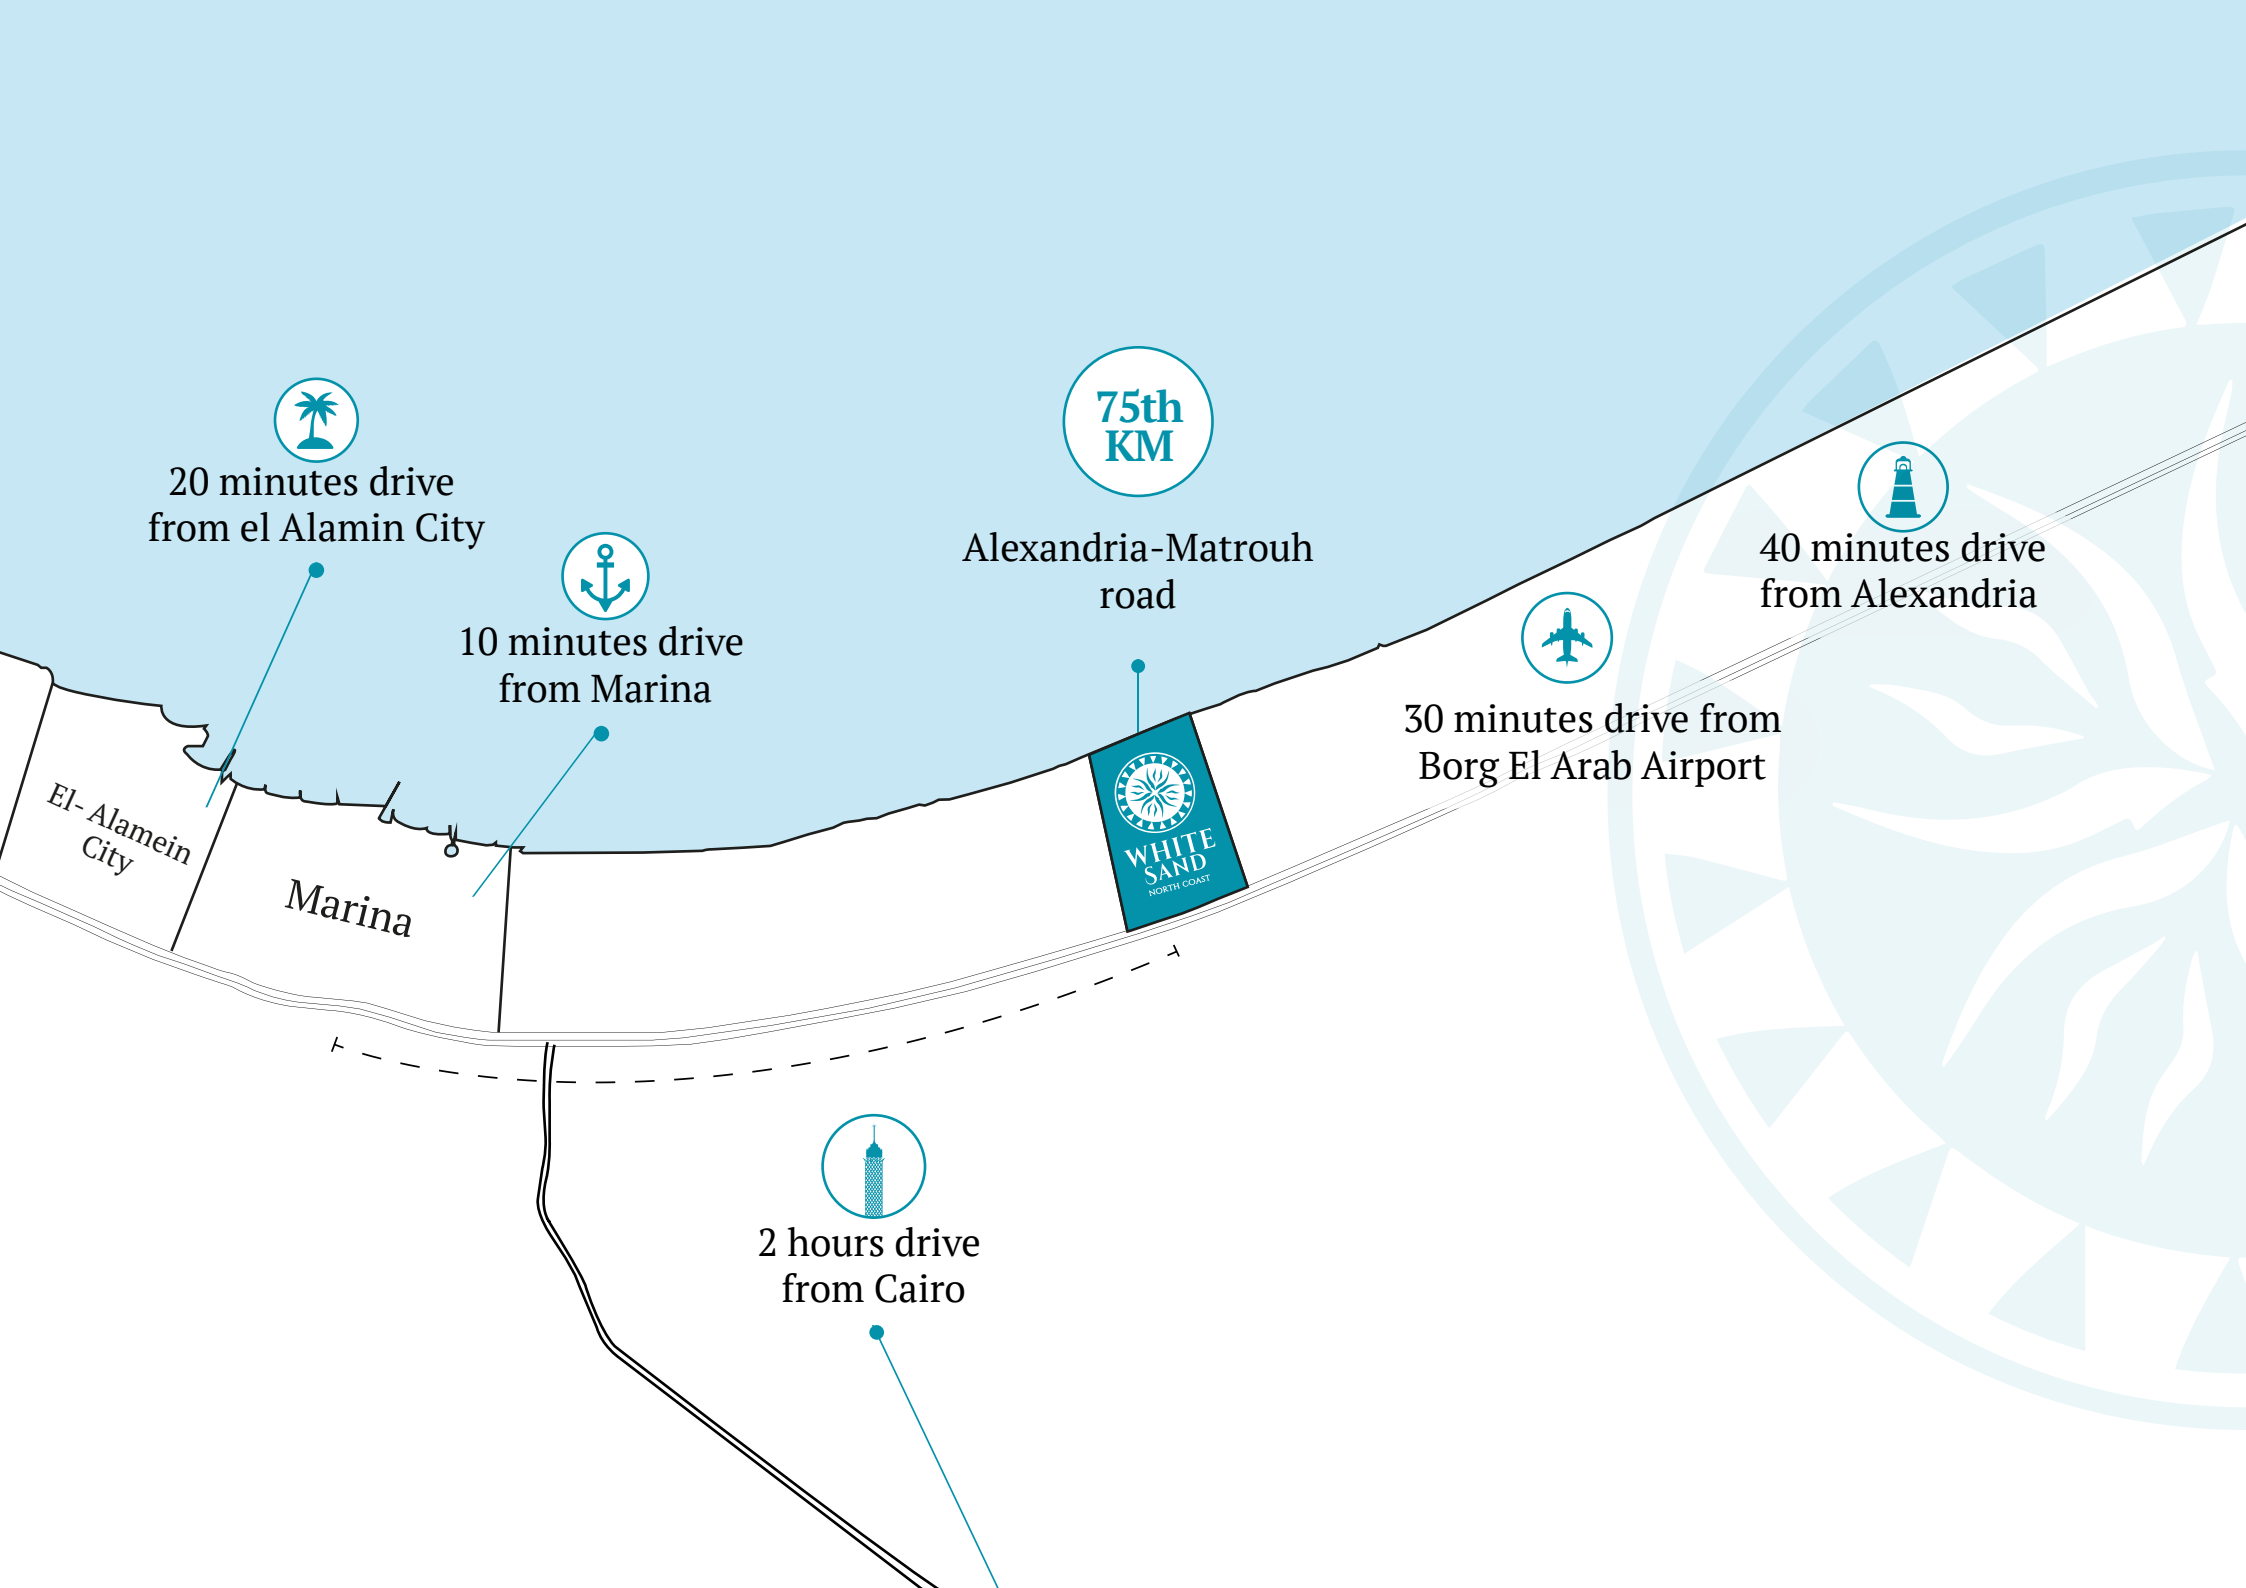 75th
KM
20 minutes drive
from el Alamin City
Alexandria-Matrouh
road
40 minutes drive
from Alexandria
10 minutes drive
from Marina
30 minutes drive from
Borg El Arab Airport
El- Alamein
City
Marina
WHITE
SAND
NORTH COAST
2 hours drive
from Cairo